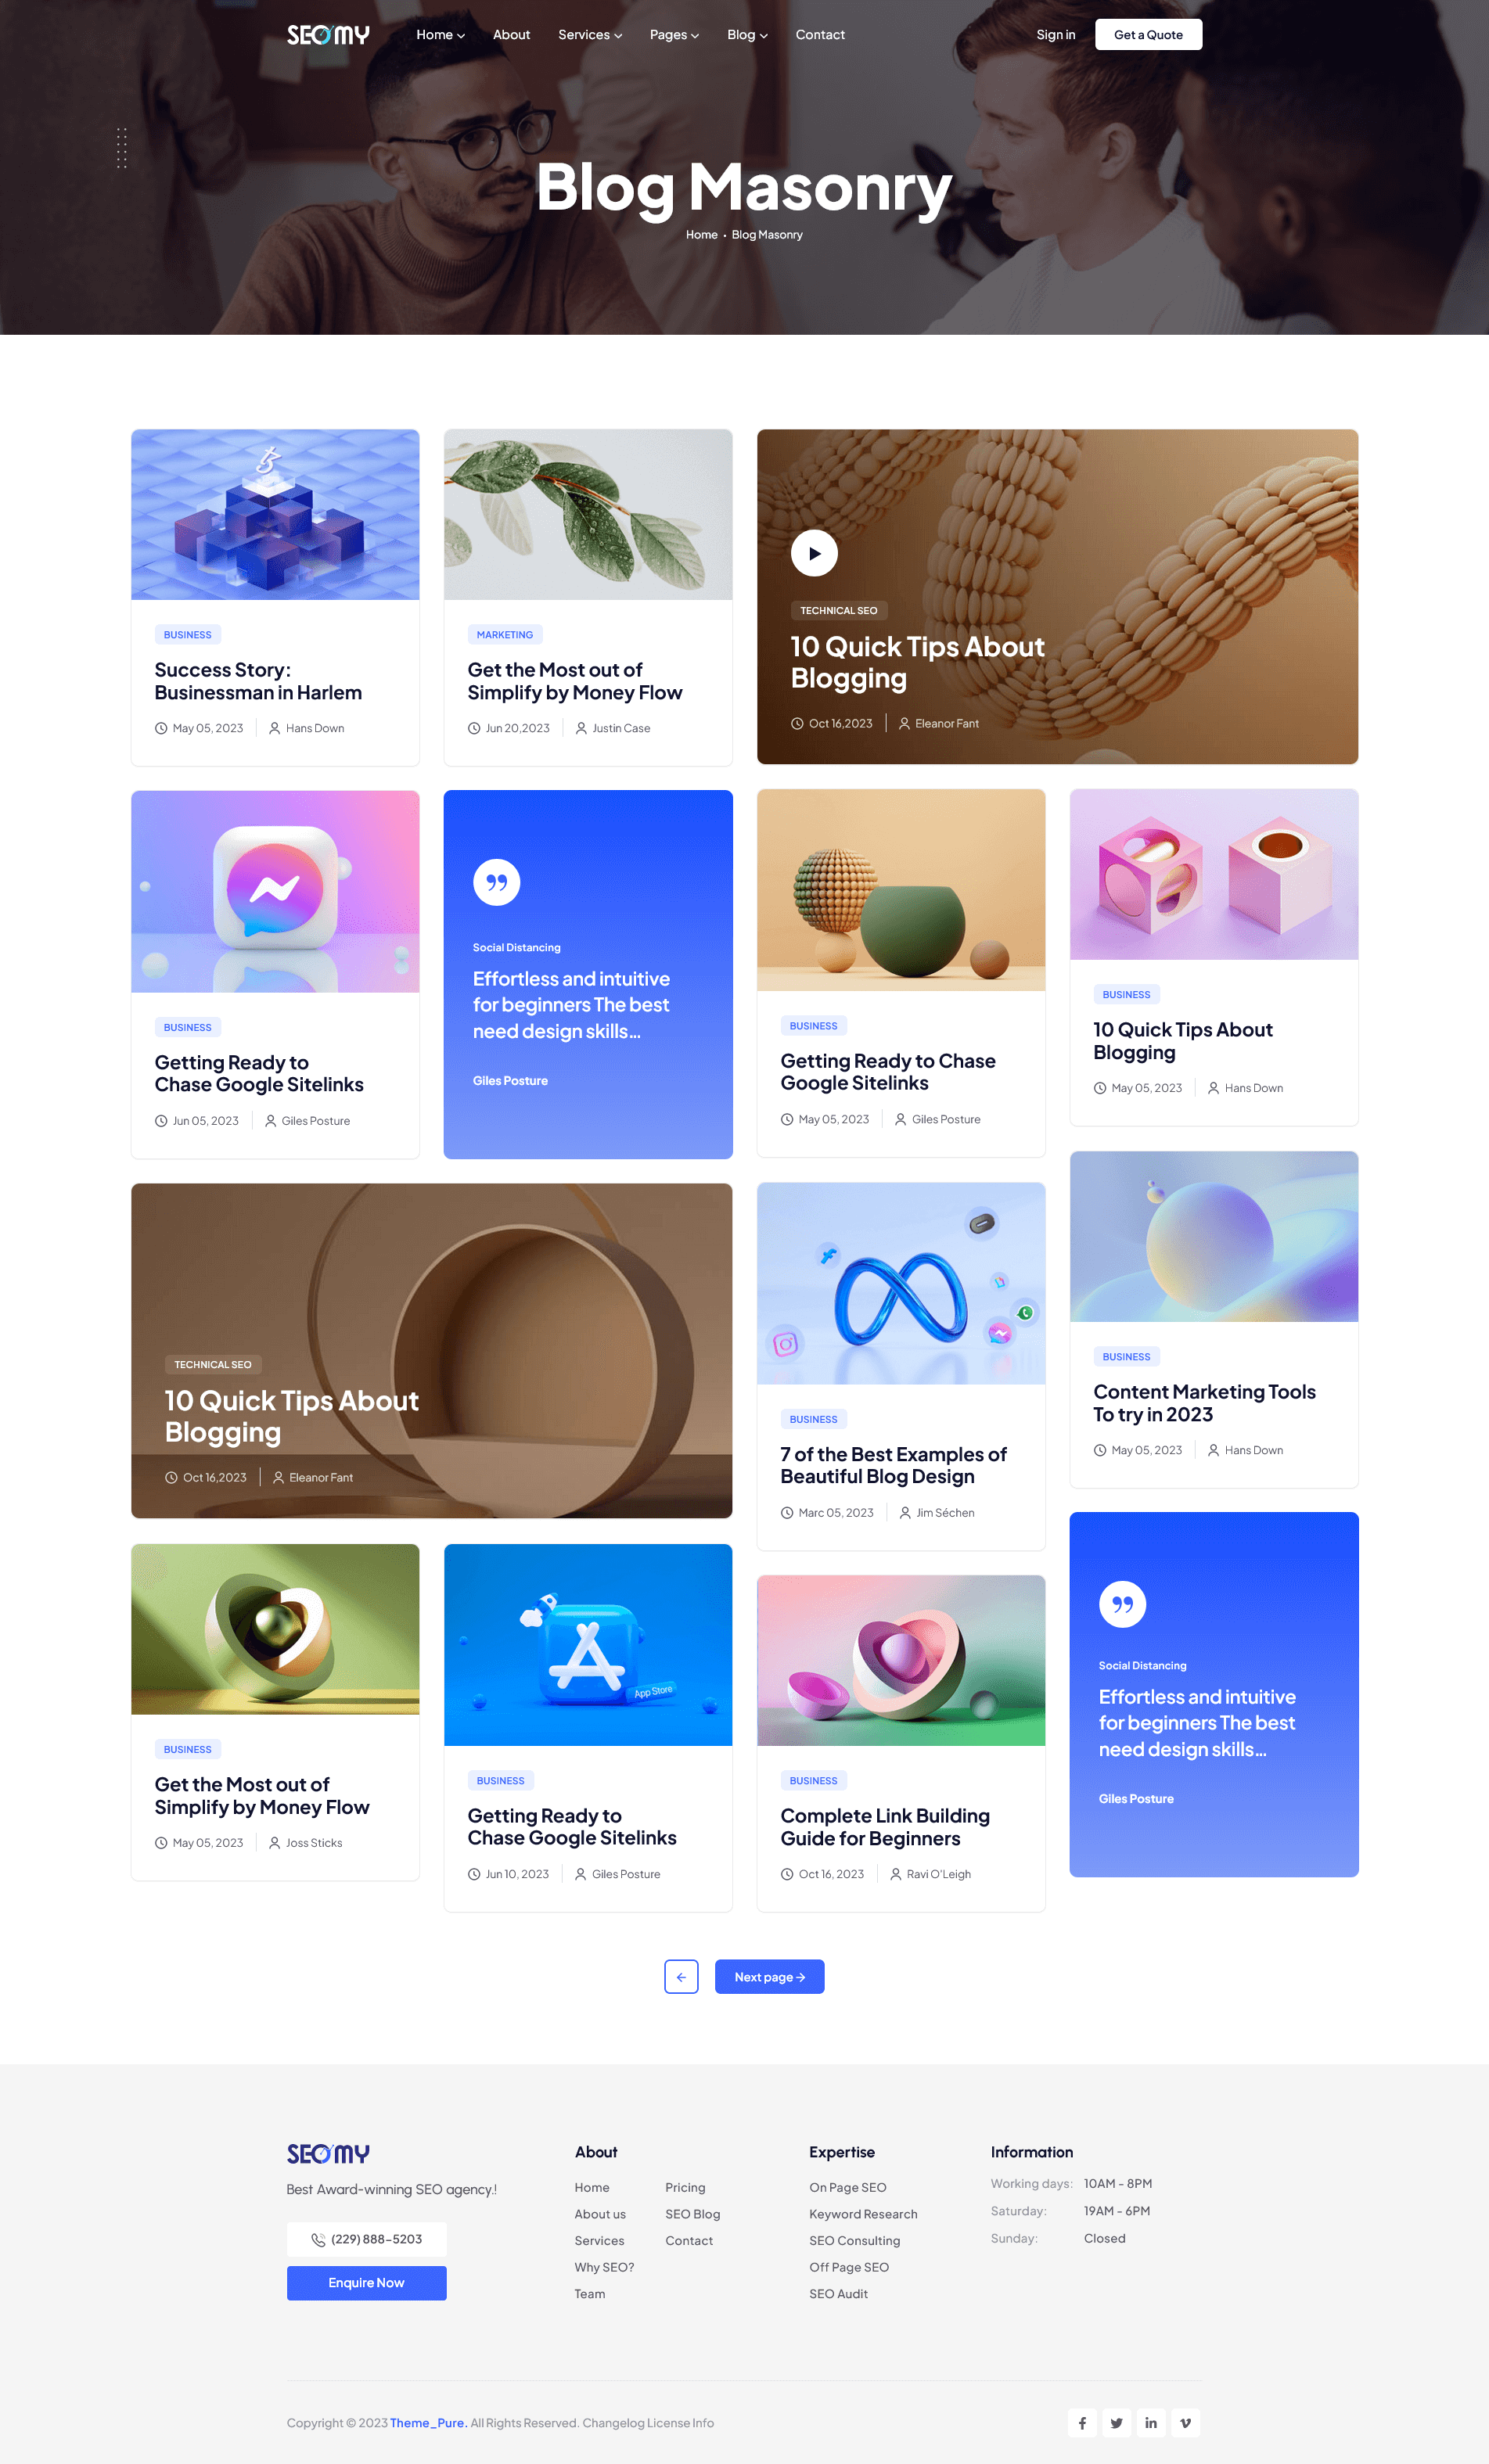 SEOMY
Home
About
Services
Pages
Blog
Contact
Sign in
Get a Quote
Blog Masonry
Home • Blog Masonry
BUSINESS
Success Story:
Businessman in Harlem
May 05, 2023
Hans Down
MARKETING
Get the Most out of
Simplify by Money Flow
Jun 20,2023
Justin Case
TECHNICAL SEO
10 Quick Tips About
Blogging
Oct 16,2023
Eleanor Fant
BUSINESS
Getting Ready to
Chase Google Sitelinks
Jun 05, 2023
Giles Posture
Social Distancing
Effortless and intuitive
for beginners The best
need design skills...
Giles Posture
BUSINESS
Getting Ready to Chase
Google Sitelinks
May 05, 2023
Giles Posture
BUSINESS
10 Quick Tips About
Blogging
May 05, 2023
Hans Down
TECHNICAL SEO
10 Quick Tips About
Blogging
Oct 16,2023
Eleanor Fant
BUSINESS
7 of the Best Examples of
Beautiful Blog Design
Marc 05, 2023
Jim Séchen
BUSINESS
Content Marketing Tools
To try in 2023
May 05, 2023
Hans Down
BUSINESS
Get the Most out of
Simplify by Money Flow
May 05, 2023
Joss Sticks
App Store
BUSINESS
Getting Ready to
Chase Google Sitelinks
Jun 10, 2023
Giles Posture
BUSINESS
Complete Link Building
Guide for Beginners
Oct 16, 2023
Ravi O'Leigh
Social Distancing
Effortless and intuitive
for beginners The best
need design skills...
Giles Posture
Next page
SEOMY
Best Award-winning SEO agency.!
(229) 888-5203
Enquire Now
About
Home
About us
Services
Why SEO?
Team
Pricing
SEO Blog
Contact
Expertise
On Page SEO
Keyword Research
SEO Consulting
Off Page SEO
SEO Audit
Information
Working days: 10AM - 8PM
Saturday: 19AM - 6PM
Sunday: Closed
Copyright © 2023 Theme_Pure. All Rights Reserved. Changelog License Info